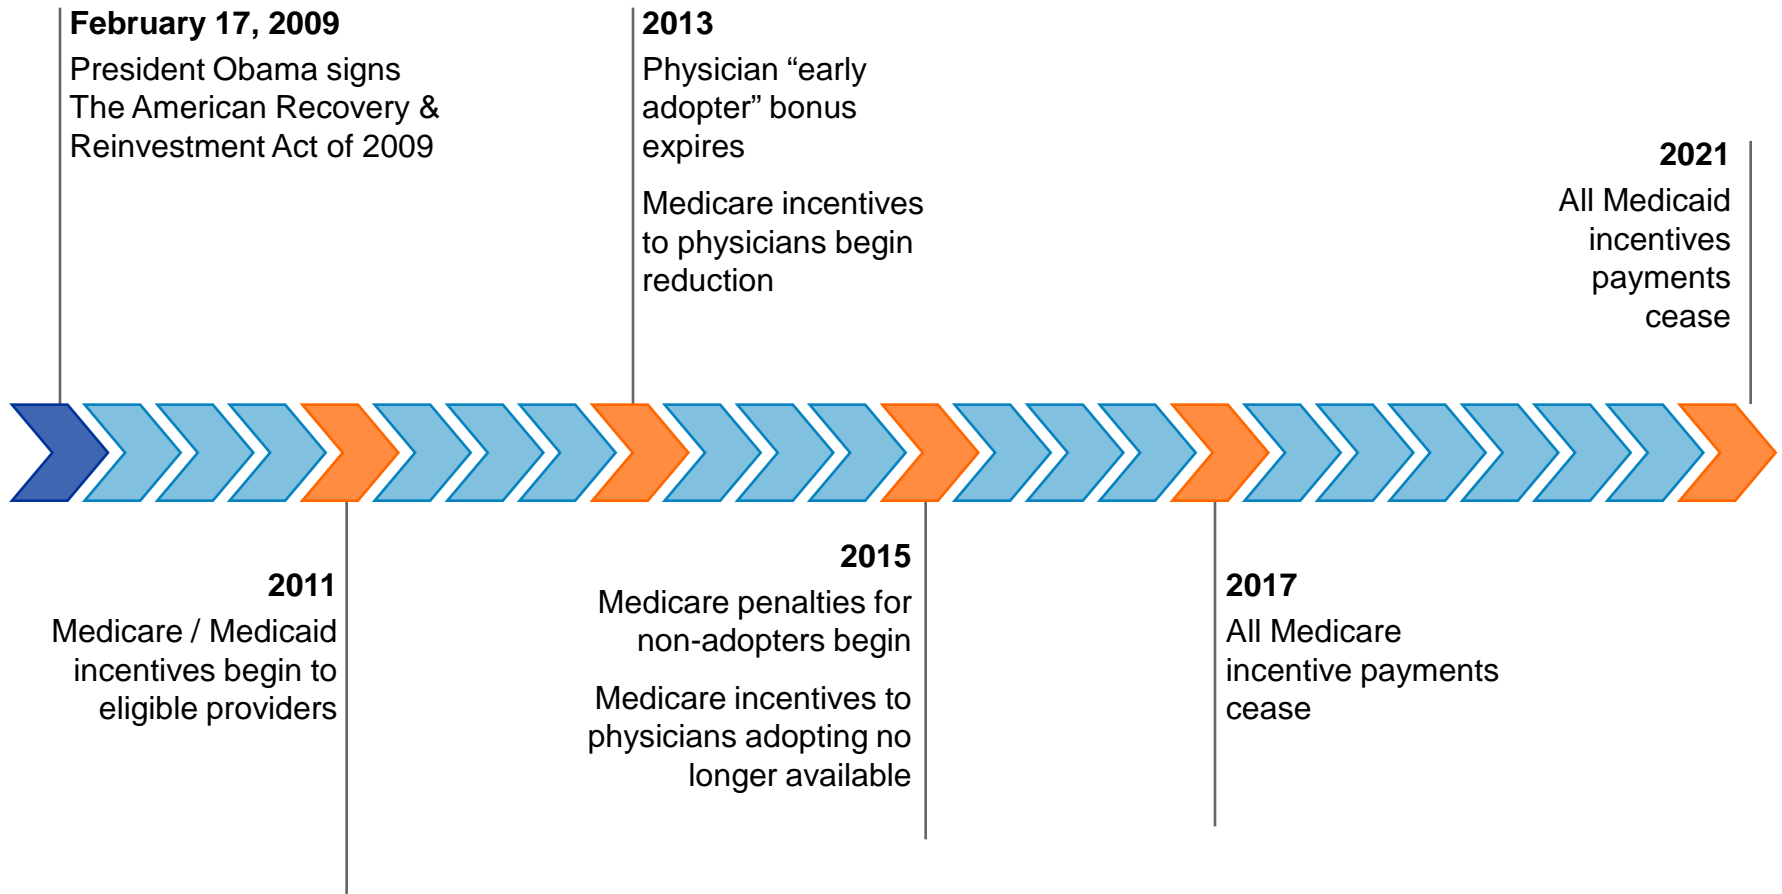 February 17, 2009
President Obama signs
The American Recovery &
Reinvestment Act of 2009
2013
Physician “early
adopter” bonus
expires
Medicare incentives
to physicians begin
reduction
2021
All Medicaid
incentives
payments
cease
2011
Medicare / Medicaid
incentives begin to
eligible providers
2015
Medicare penalties for
non-adopters begin
Medicare incentives to
physicians adopting no
longer available
2017
All Medicare
incentive payments
cease